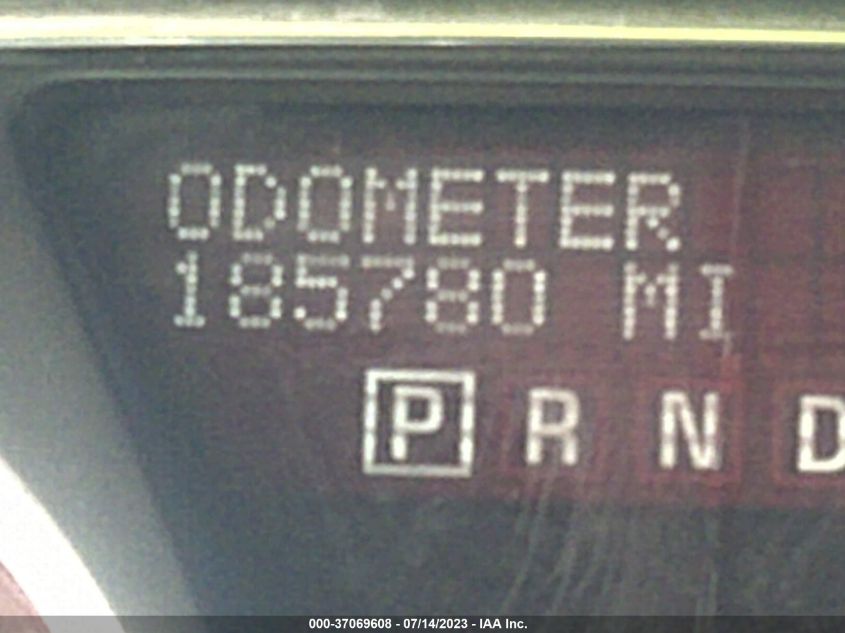 ODOMETER
185780 MI
P R N D
000-37069608 - 07/14/2023 - IAA Inc.